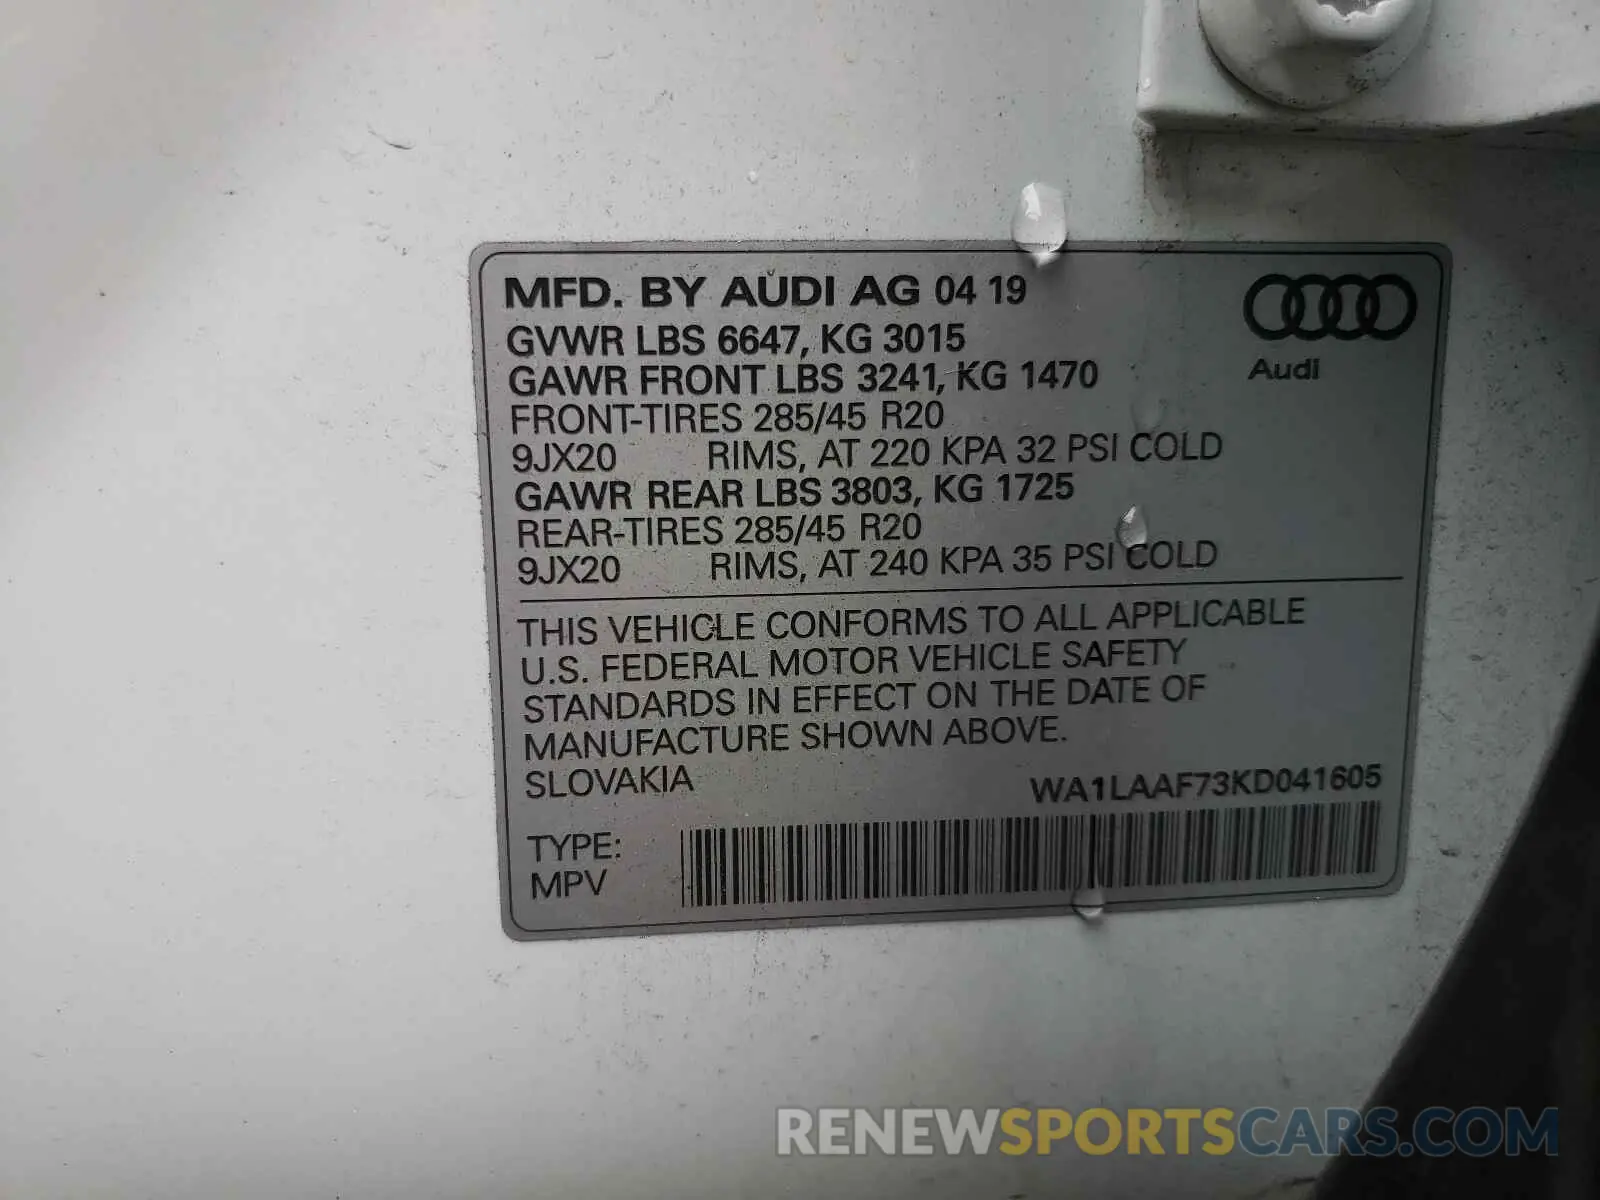 MFD. BY AUDI AG 04 19
GVWR LBS 6647, KG 3015
GAWR FRONT LBS 3241, KG 1470
FRONT-TIRES 285/45 R20
9JX20 RIMS, AT 220 KPA 32 PSI COLD
GAWR REAR LBS 3803, KG 1725
REAR-TIRES 285/45 R20
9JX20 RIMS, AT 240 KPA 35 PSI COLD
Audi
THIS VEHICLE CONFORMS TO ALL APPLICABLE
U.S. FEDERAL MOTOR VEHICLE SAFETY
STANDARDS IN EFFECT ON THE DATE OF
MANUFACTURE SHOWN ABOVE.
SLOVAKIA WA1LAAF73KD041605
TYPE:
MPV
RENEWSPORTSCARS.COM